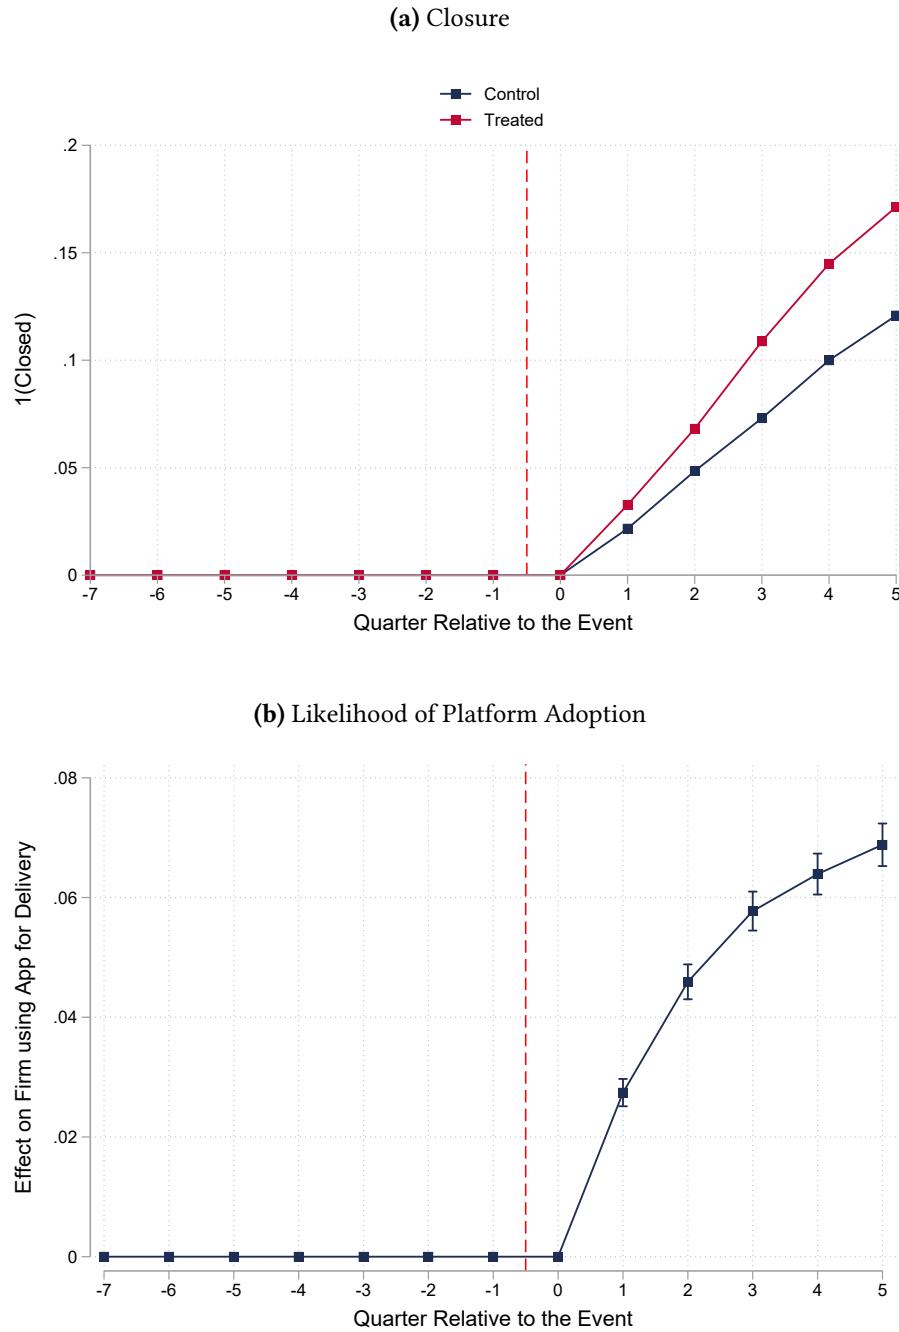 (a) Closure
Control
Treated
.2
.15
.1
.05
0
1(Closed)
-7 -6 -5 -4 -3 -2 -1 0 1 2 3 4 5
Quarter Relative to the Event
(b) Likelihood of Platform Adoption
.08
.06
.04
.02
0
Effect on Firm using App for Delivery
-7 -6 -5 -4 -3 -2 -1 0 1 2 3 4 5
Quarter Relative to the Event